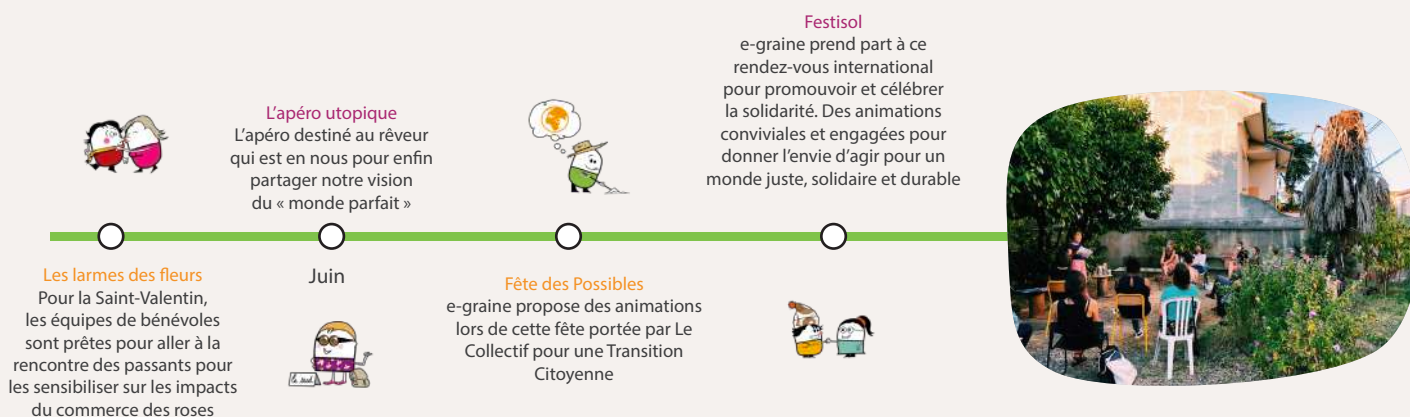 Festisol
e-graine prend part à ce
rendez-vous international
pour promouvoir et célébrer
la solidarité. Des animations
conviviales et engagées pour
donner l’envie d’agir pour un
monde juste, solidaire et durable
L’apéro utopique
L’apéro destiné au rêveur
qui est en nous pour enfin
partager notre vision
du « monde parfait »
Les larmes des fleurs
Pour la Saint-Valentin,
les équipes de bénévoles
sont prêtes pour aller à la
rencontre des passants pour
les sensibiliser sur les impacts
du commerce des roses
Juin
Fête des Possibles
e-graine propose des animations
lors de cette fête portée par Le
Collectif pour une Transition
Citoyenne